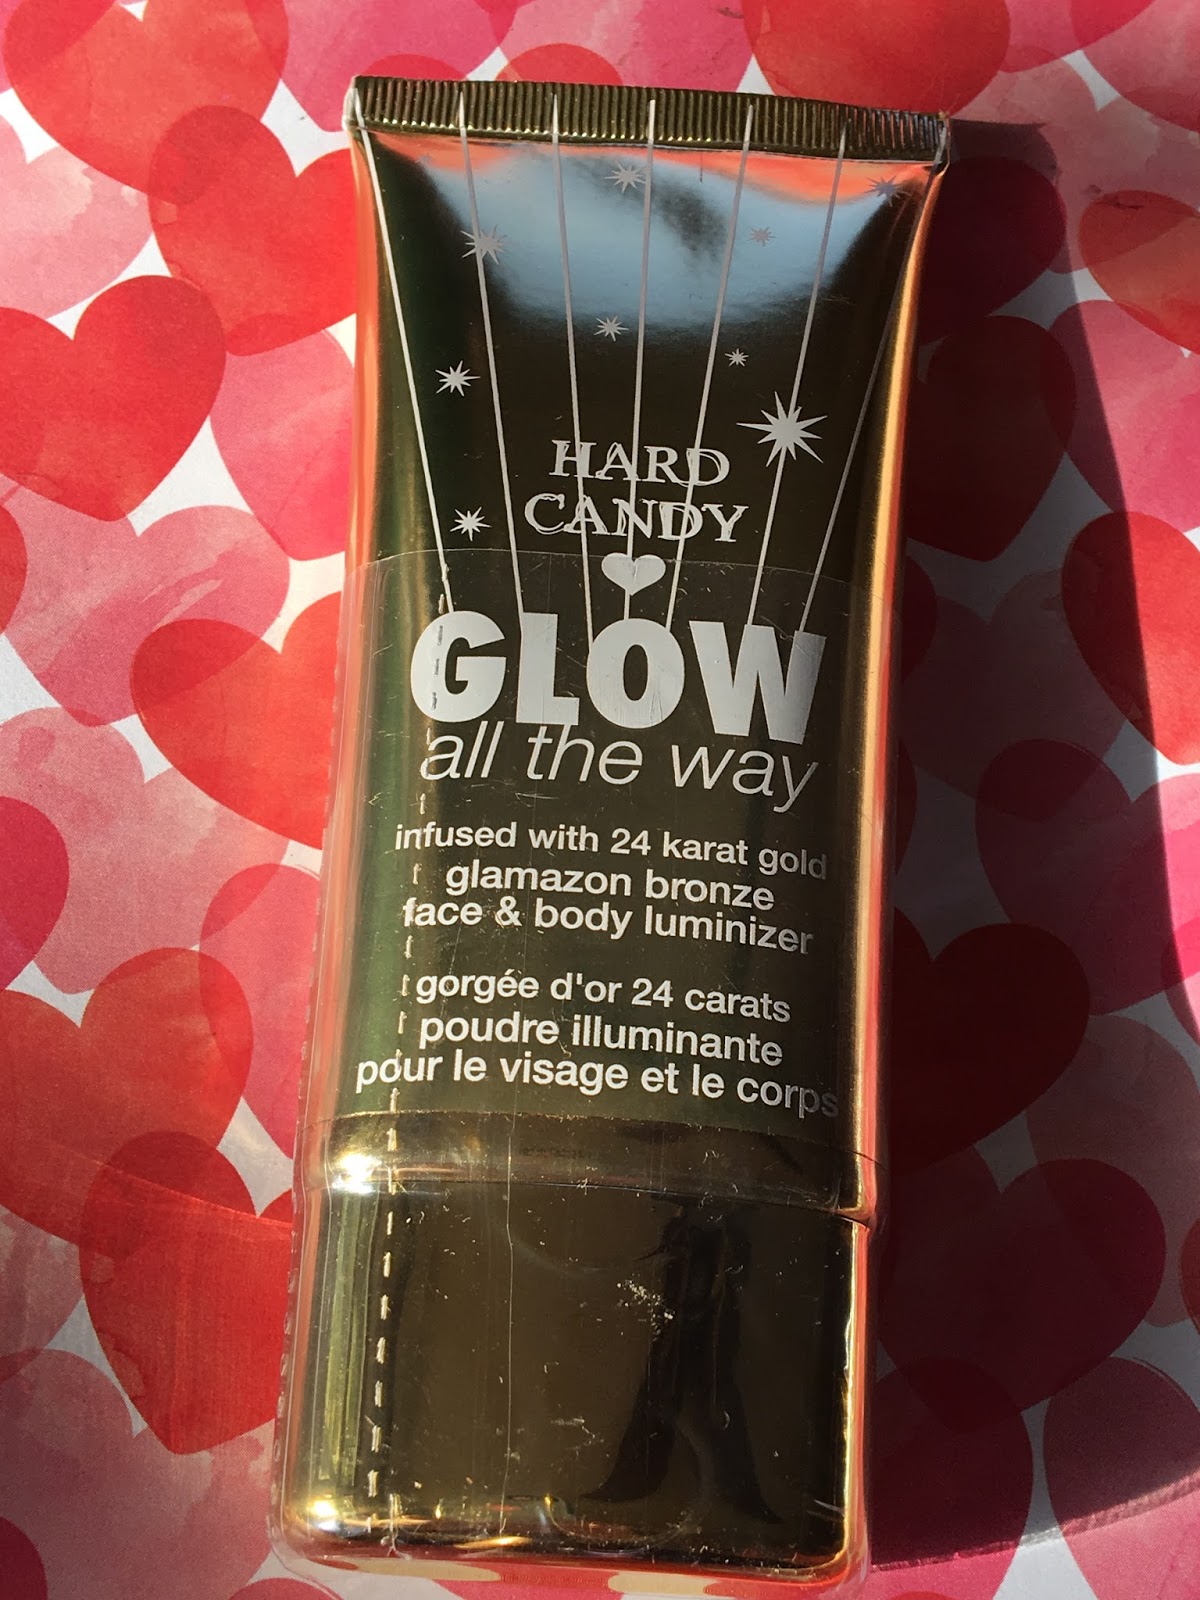 HARD
CANDY
GLOW
all the way
infused with 24 karat gold
glamazon bronze
face & body luminizer
gorgée d'or 24 carats
poudre illuminante
pour le visage et le corps